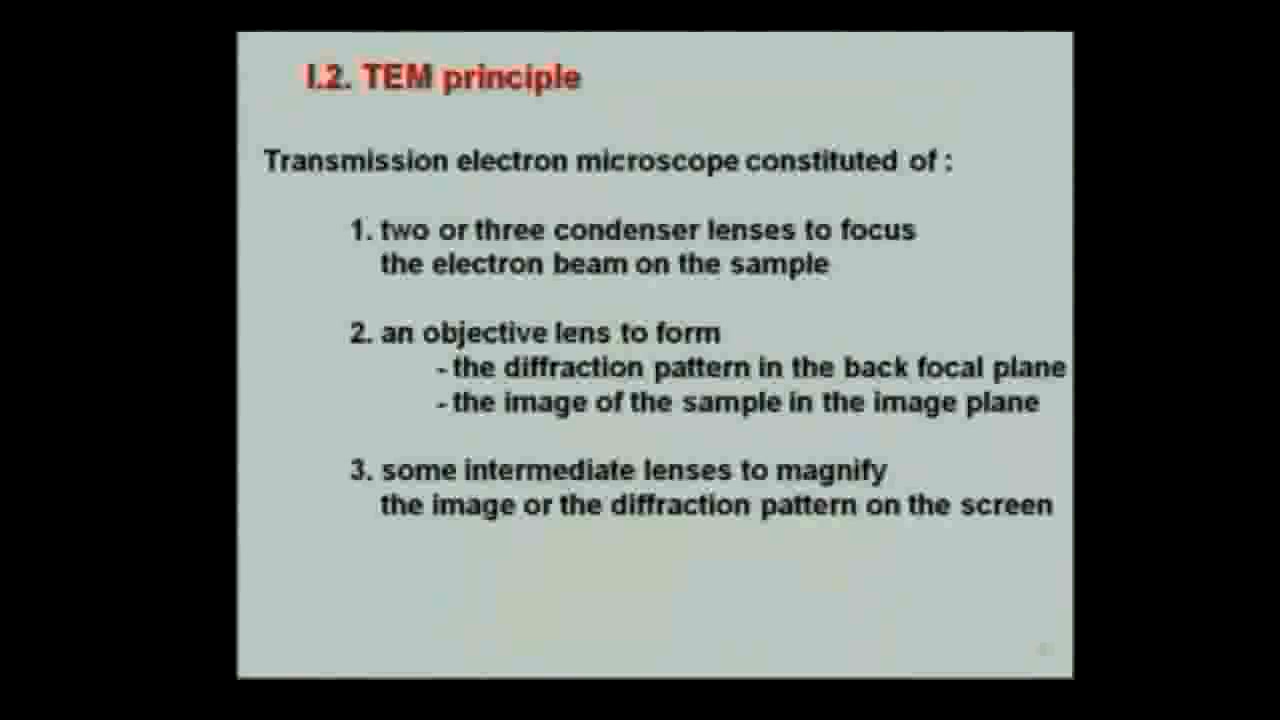 I.2. TEM principle
Transmission electron microscope constituted of :
1. two or three condenser lenses to focus
the electron beam on the sample
2. an objective lens to form
- the diffraction pattern in the back focal plane
- the image of the sample in the image plane
3. some intermediate lenses to magnify
the image or the diffraction pattern on the screen